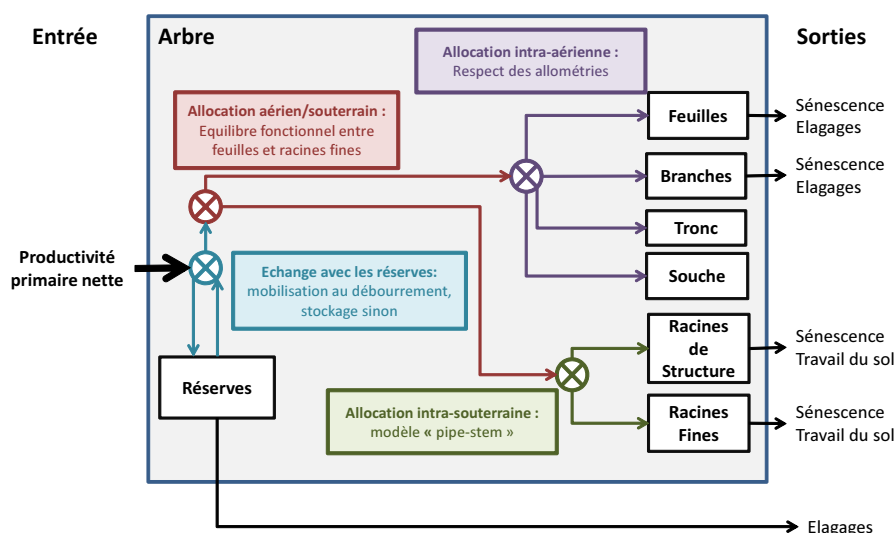 Entrée
Arbre
Sorties
Allocation intra-aérienne :
Respect des allométries
Allocation aérien/souterrain :
Equilibre fonctionnel entre
feuilles et racines fines
Feuilles
Sénescence
Elagages
Branches
Sénescence
Elagages
Tronc
Souche
Productivité
primaire nette
Echange avec les réserves:
mobilisation au débourrement,
stockage sinon
Racines
de
Structure
Sénescence
Travail du sol
Réserves
Allocation intra-souterraine :
modèle « pipe-stem »
Racines
Fines
Sénescence
Travail du sol
Elagages